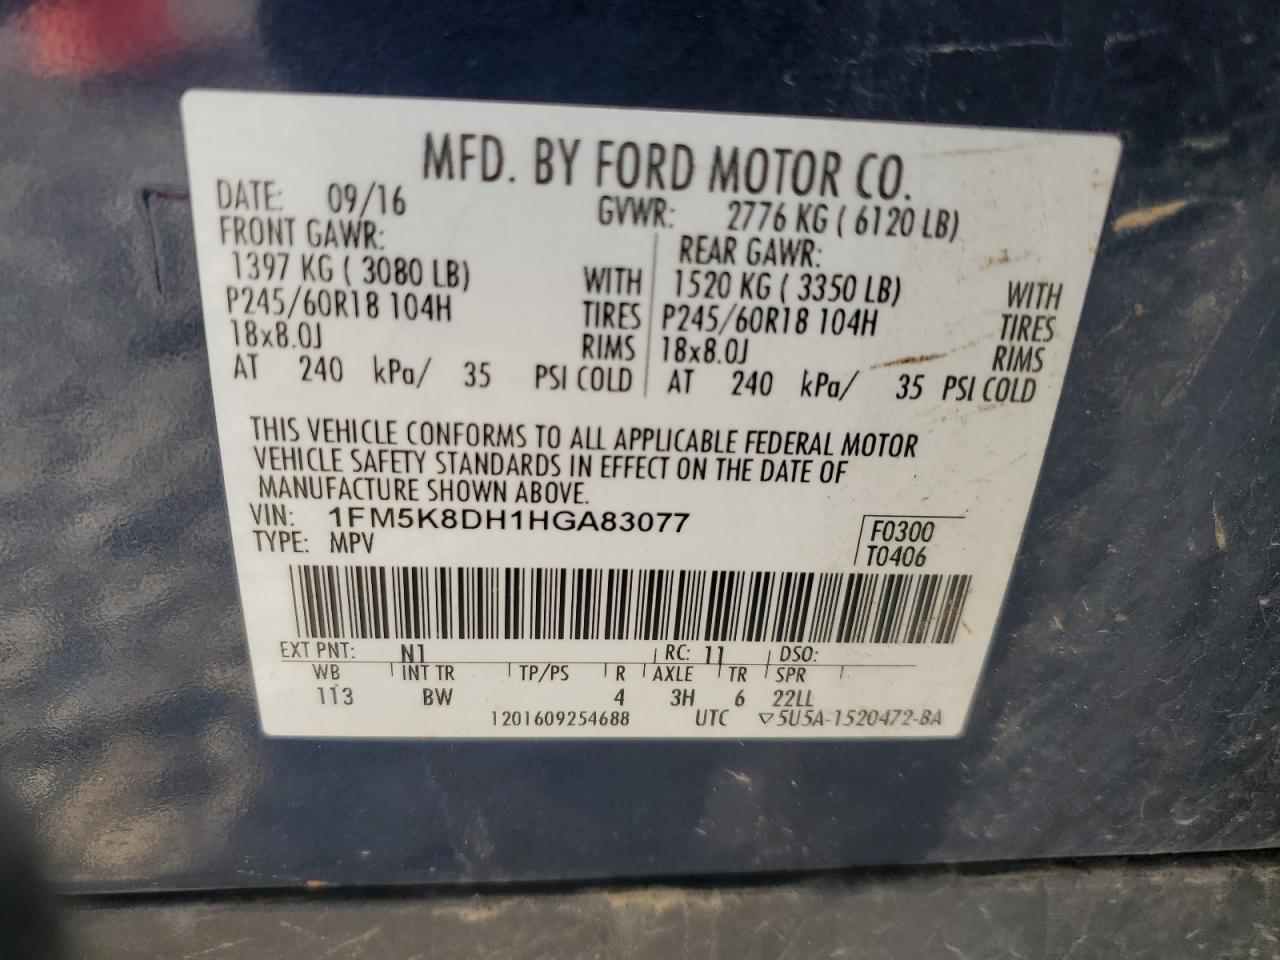 MFD. BY FORD MOTOR CO.
DATE: 09/16 GVWR: 2776 KG ( 6120 LB)
FRONT GAWR: REAR GAWR:
1397 KG ( 3080 LB) WITH 1520 KG ( 3350 LB) WITH
P245/60R18 104H TIRES P245/60R18 104H TIRES
18x8.0J RIMS 18x8.0J RIMS
AT 240 kPa/ 35 PSI COLD AT 240 kPa/ 35 PSI COLD
THIS VEHICLE CONFORMS TO ALL APPLICABLE FEDERAL MOTOR
VEHICLE SAFETY STANDARDS IN EFFECT ON THE DATE OF
MANUFACTURE SHOWN ABOVE.
VIN: 1FM5K8DH1HGA83077 F0300
TYPE: MPV T0406
EXT PNT: N1 RC: 11 DSO:
WB INT TR TP/PS R AXLE TR SPR
113 BW 4 3H 6 22LL
1201609254688 UTC ▽5U5A-1520472-BA